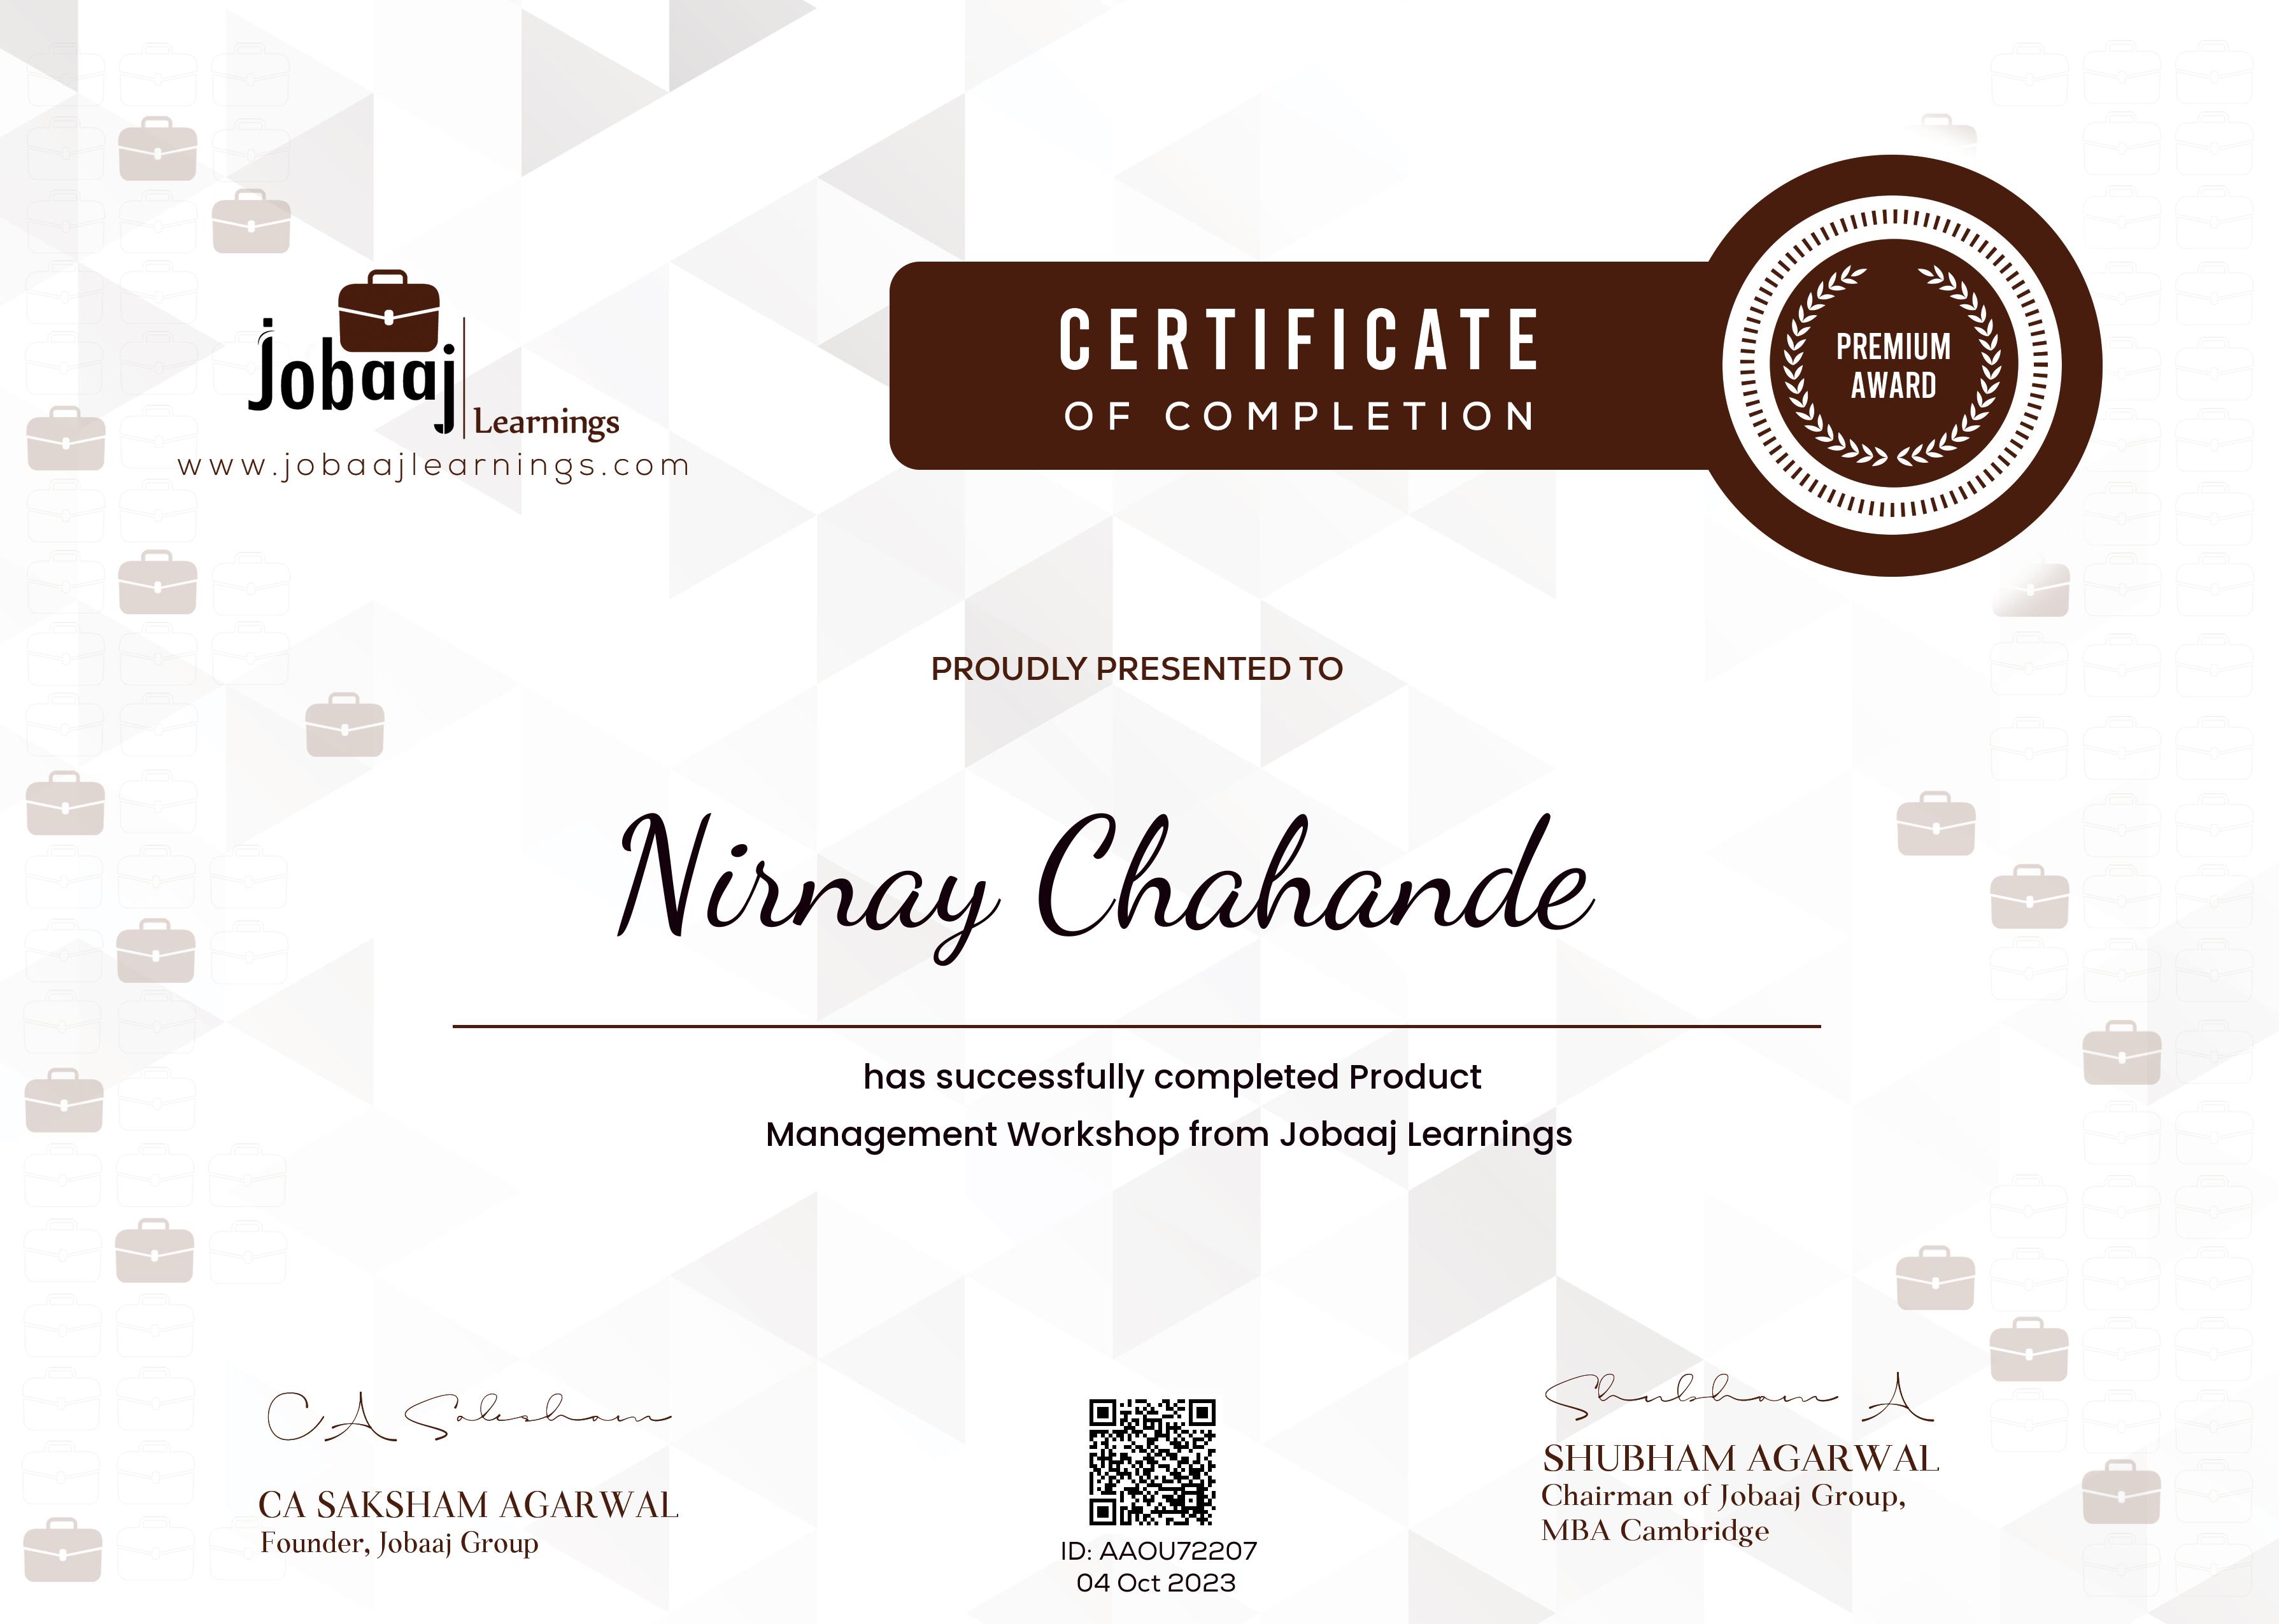 Jobaaj
Learnings
www.jobaajlearnings.com
CERTIFICATE
OF COMPLETION
PREMIUM
AWARD
PROUDLY PRESENTED TO
Nirnay Chahande
has successfully completed Product
Management Workshop from Jobaaj Learnings
CA Saksham
CA SAKSHAM AGARWAL
Founder, Jobaaj Group
ID: AAOU72207
04 Oct 2023
Shubham A
SHUBHAM AGARWAL
Chairman of Jobaaj Group,
MBA Cambridge